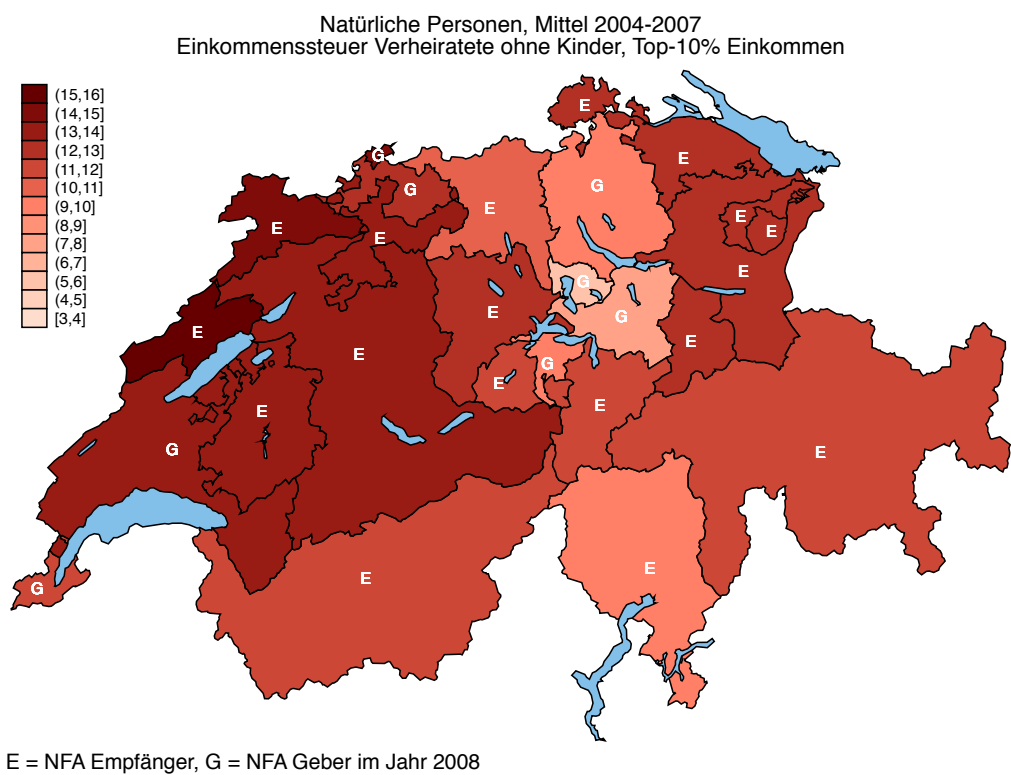 Natürliche Personen, Mittel 2004-2007
Einkommenssteuer Verheiratete ohne Kinder, Top-10% Einkommen
(15,16]
(14,15]
(13,14]
(12,13]
(11,12]
(10,11]
(9,10]
(8,9]
(7,8]
(6,7]
(5,6]
(4,5]
[3,4]
E
G
E
G
G
E
E
E
E
E
E
E
G
E
G
E
E
E
G
E
E
E
G
E
E
G
E = NFA Empfänger, G = NFA Geber im Jahr 2008